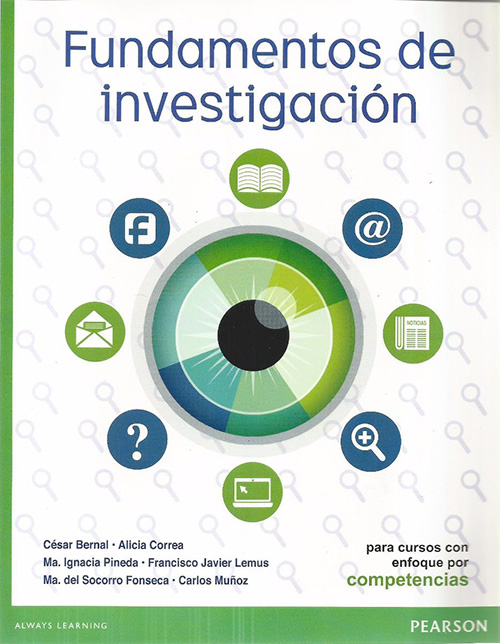 Fundamentos de
investigación
f
@
NOTICIAS
?
César Bernal · Alicia Correa
Ma. Ignacia Pineda · Francisco Javier Lemus
Ma. del Socorro Fonseca · Carlos Muñoz
para cursos con
enfoque por
competencias
ALWAYS LEARNING
PEARSON